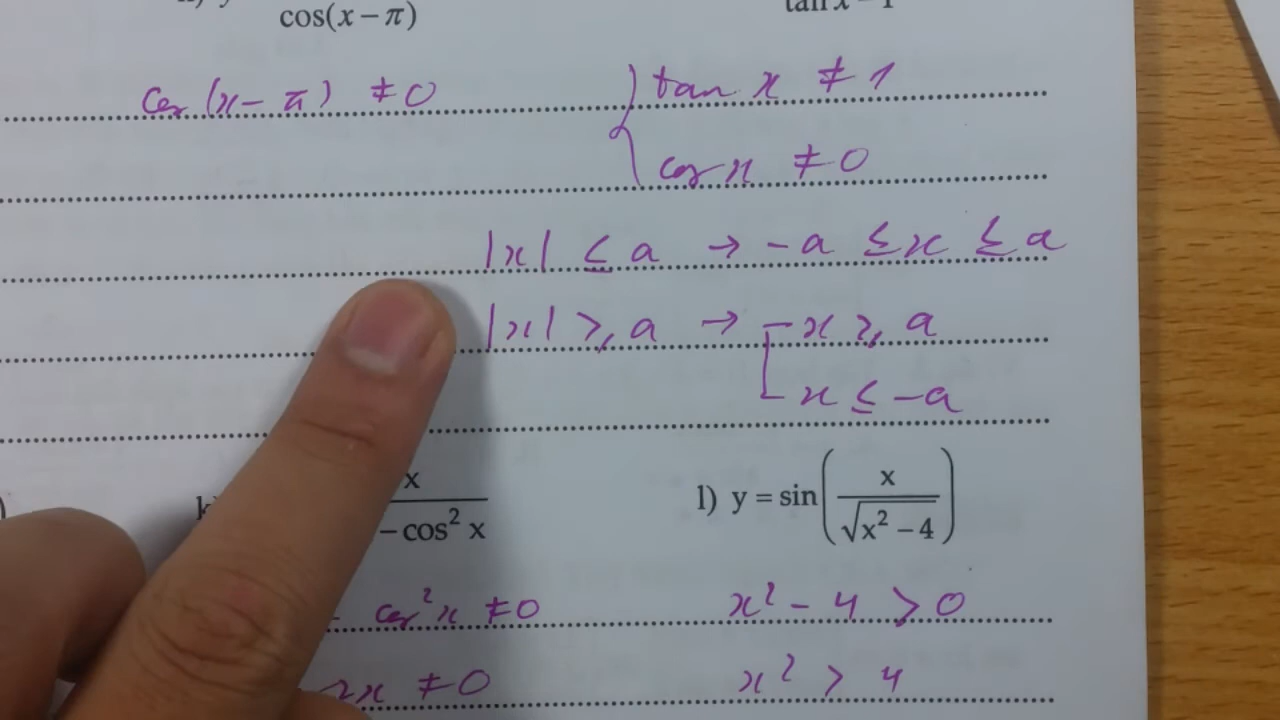 cos(x − π)
tan x − 1
cos (x − π) ≠ 0
tan x ≠ 1
cos x ≠ 0
|x| ≤ a → −a ≤ x ≤ a
|x| ≥ a → x ≥ a
x ≤ −a
x
− cos² x
l) y = sin(x / √(x² − 4))
cos² x ≠ 0
x² − 4 > 0
x ≠ 0
x² > 4